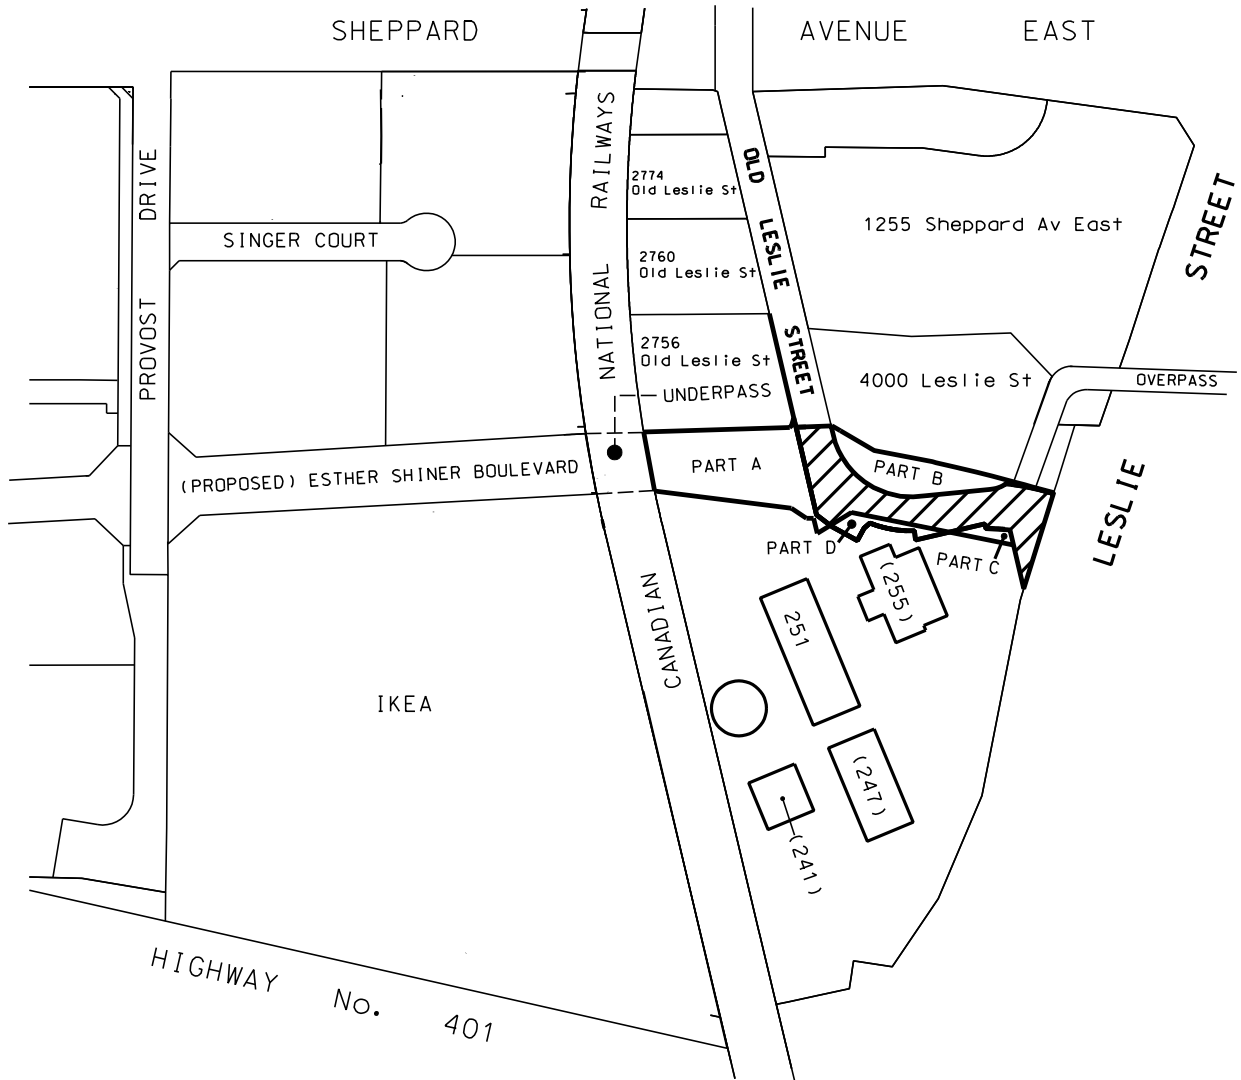 SHEPPARD AVENUE EAST
PROVOST DRIVE
SINGER COURT
CANADIAN NATIONAL RAILWAYS
2774
Old Leslie St
2760
Old Leslie St
2756
Old Leslie St
OLD LESLIE STREET
1255 Sheppard Av East
4000 Leslie St
LESLIE STREET
OVERPASS
UNDERPASS
(PROPOSED) ESTHER SHINER BOULEVARD
PART A
PART B
PART D
PART C
(255)
251
IKEA
(247)
(241)
HIGHWAY No. 401